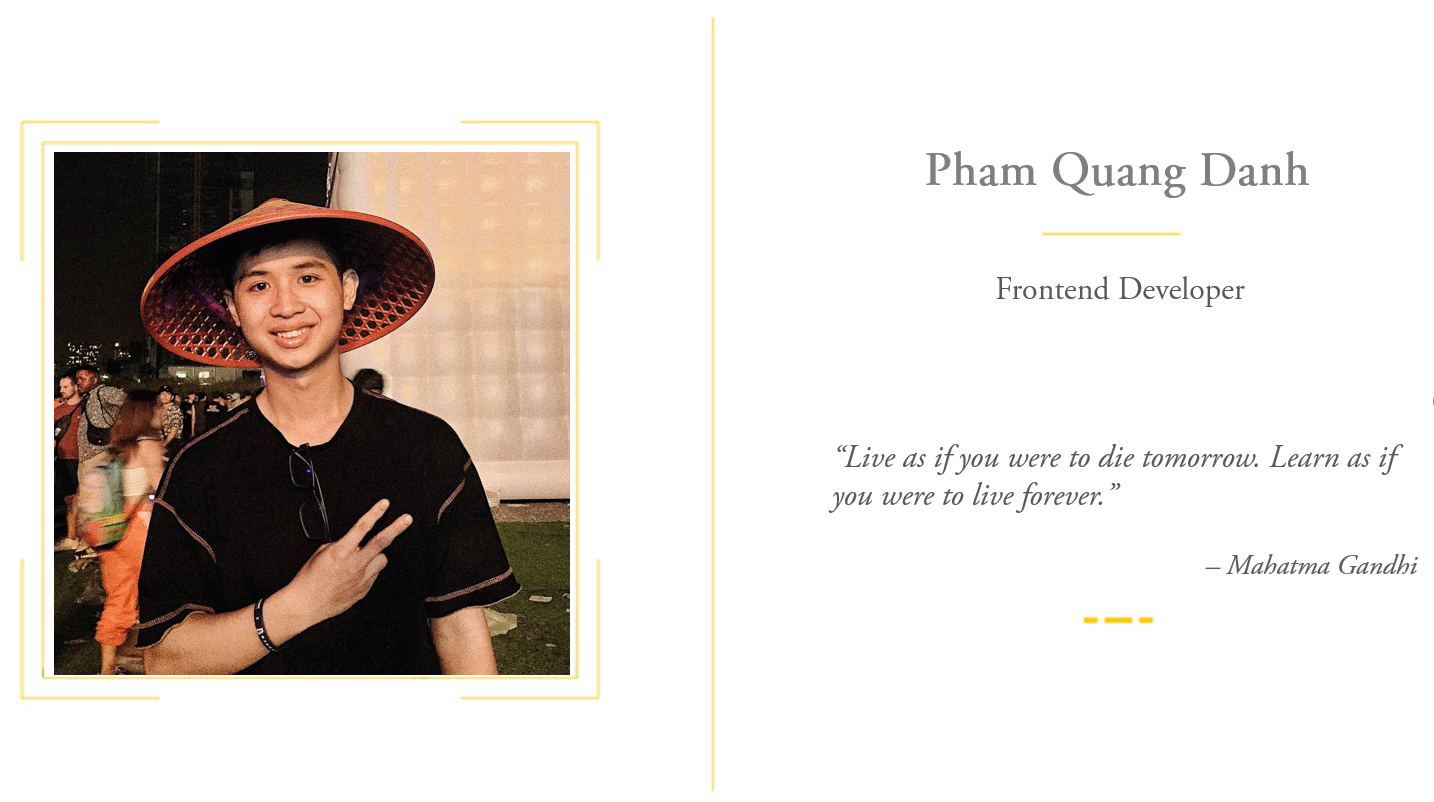 Pham Quang Danh
Frontend Developer
“Live as if you were to die tomorrow. Learn as if
you were to live forever.”
– Mahatma Gandhi